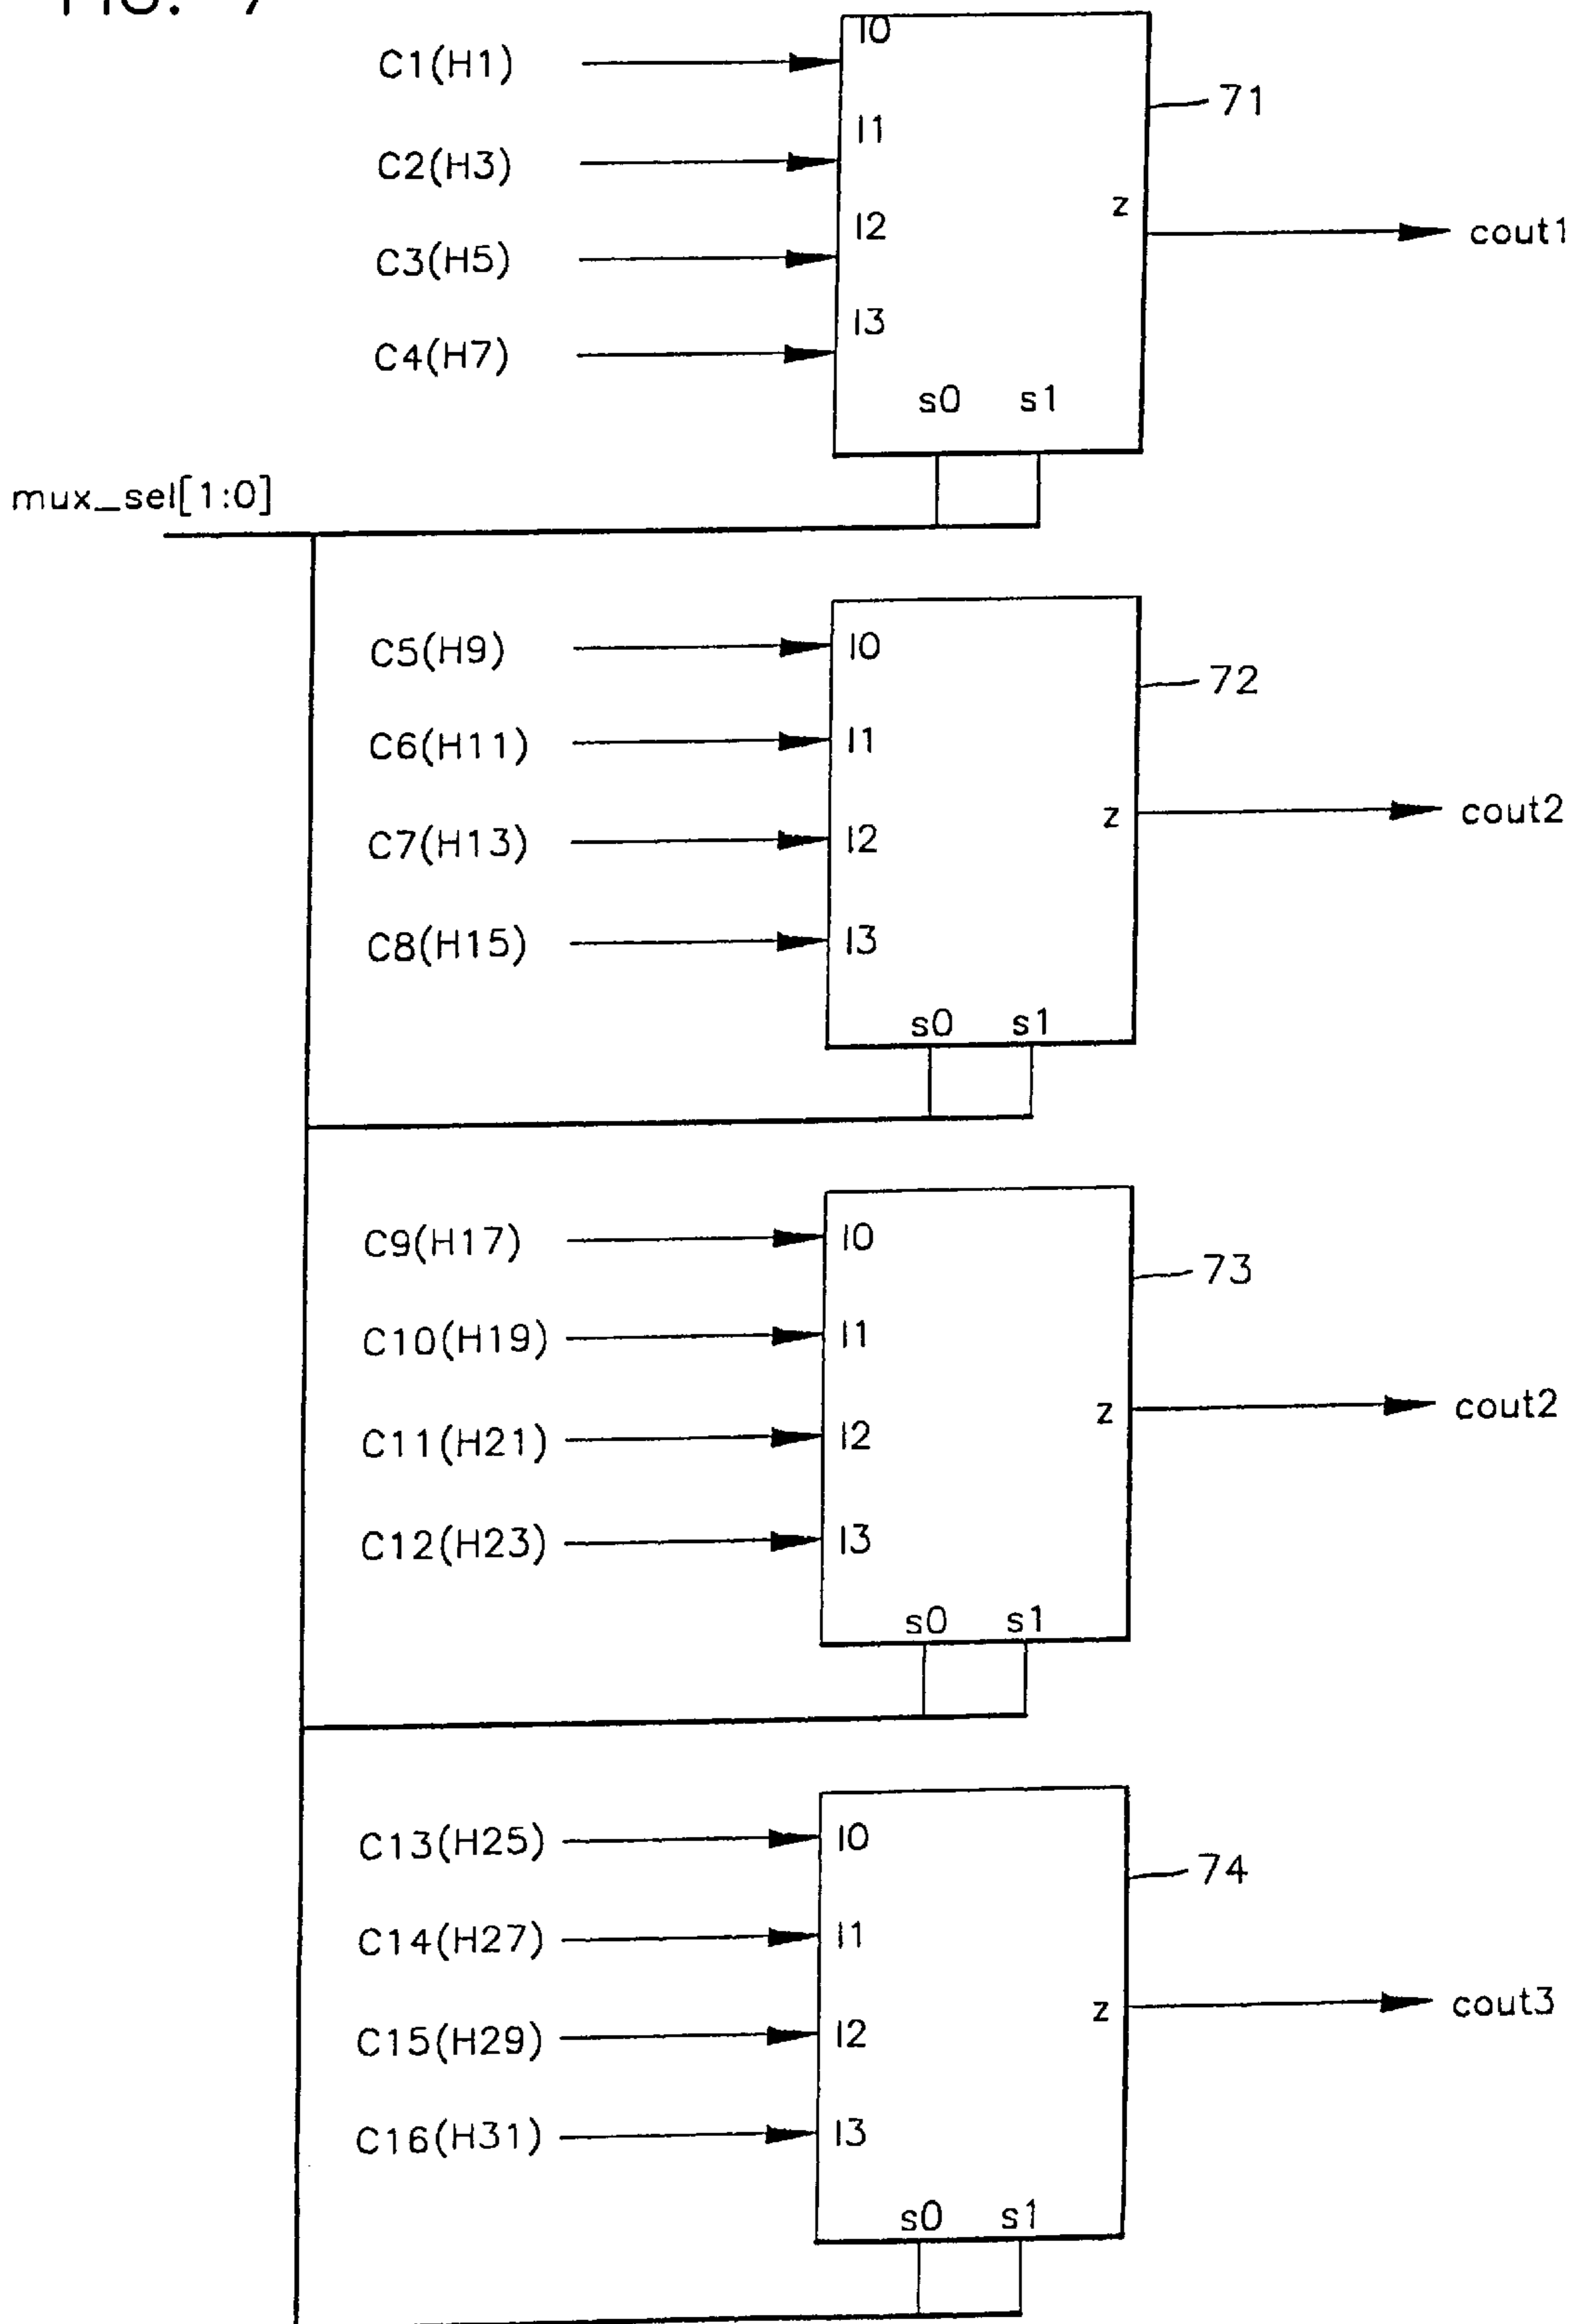 FIG. 7
I0
C1(H1)
71
I1
C2(H3)
z
I2
cout1
C3(H5)
I3
C4(H7)
s0 s1
mux_sel[1:0]
C5(H9)
I0
72
C6(H11)
I1
z
cout2
C7(H13)
I2
C8(H15)
I3
s0 s1
C9(H17)
I0
73
C10(H19)
I1
z
cout2
C11(H21)
I2
C12(H23)
I3
s0 s1
C13(H25)
I0
74
C14(H27)
I1
z
cout3
C15(H29)
I2
C16(H31)
I3
s0 s1